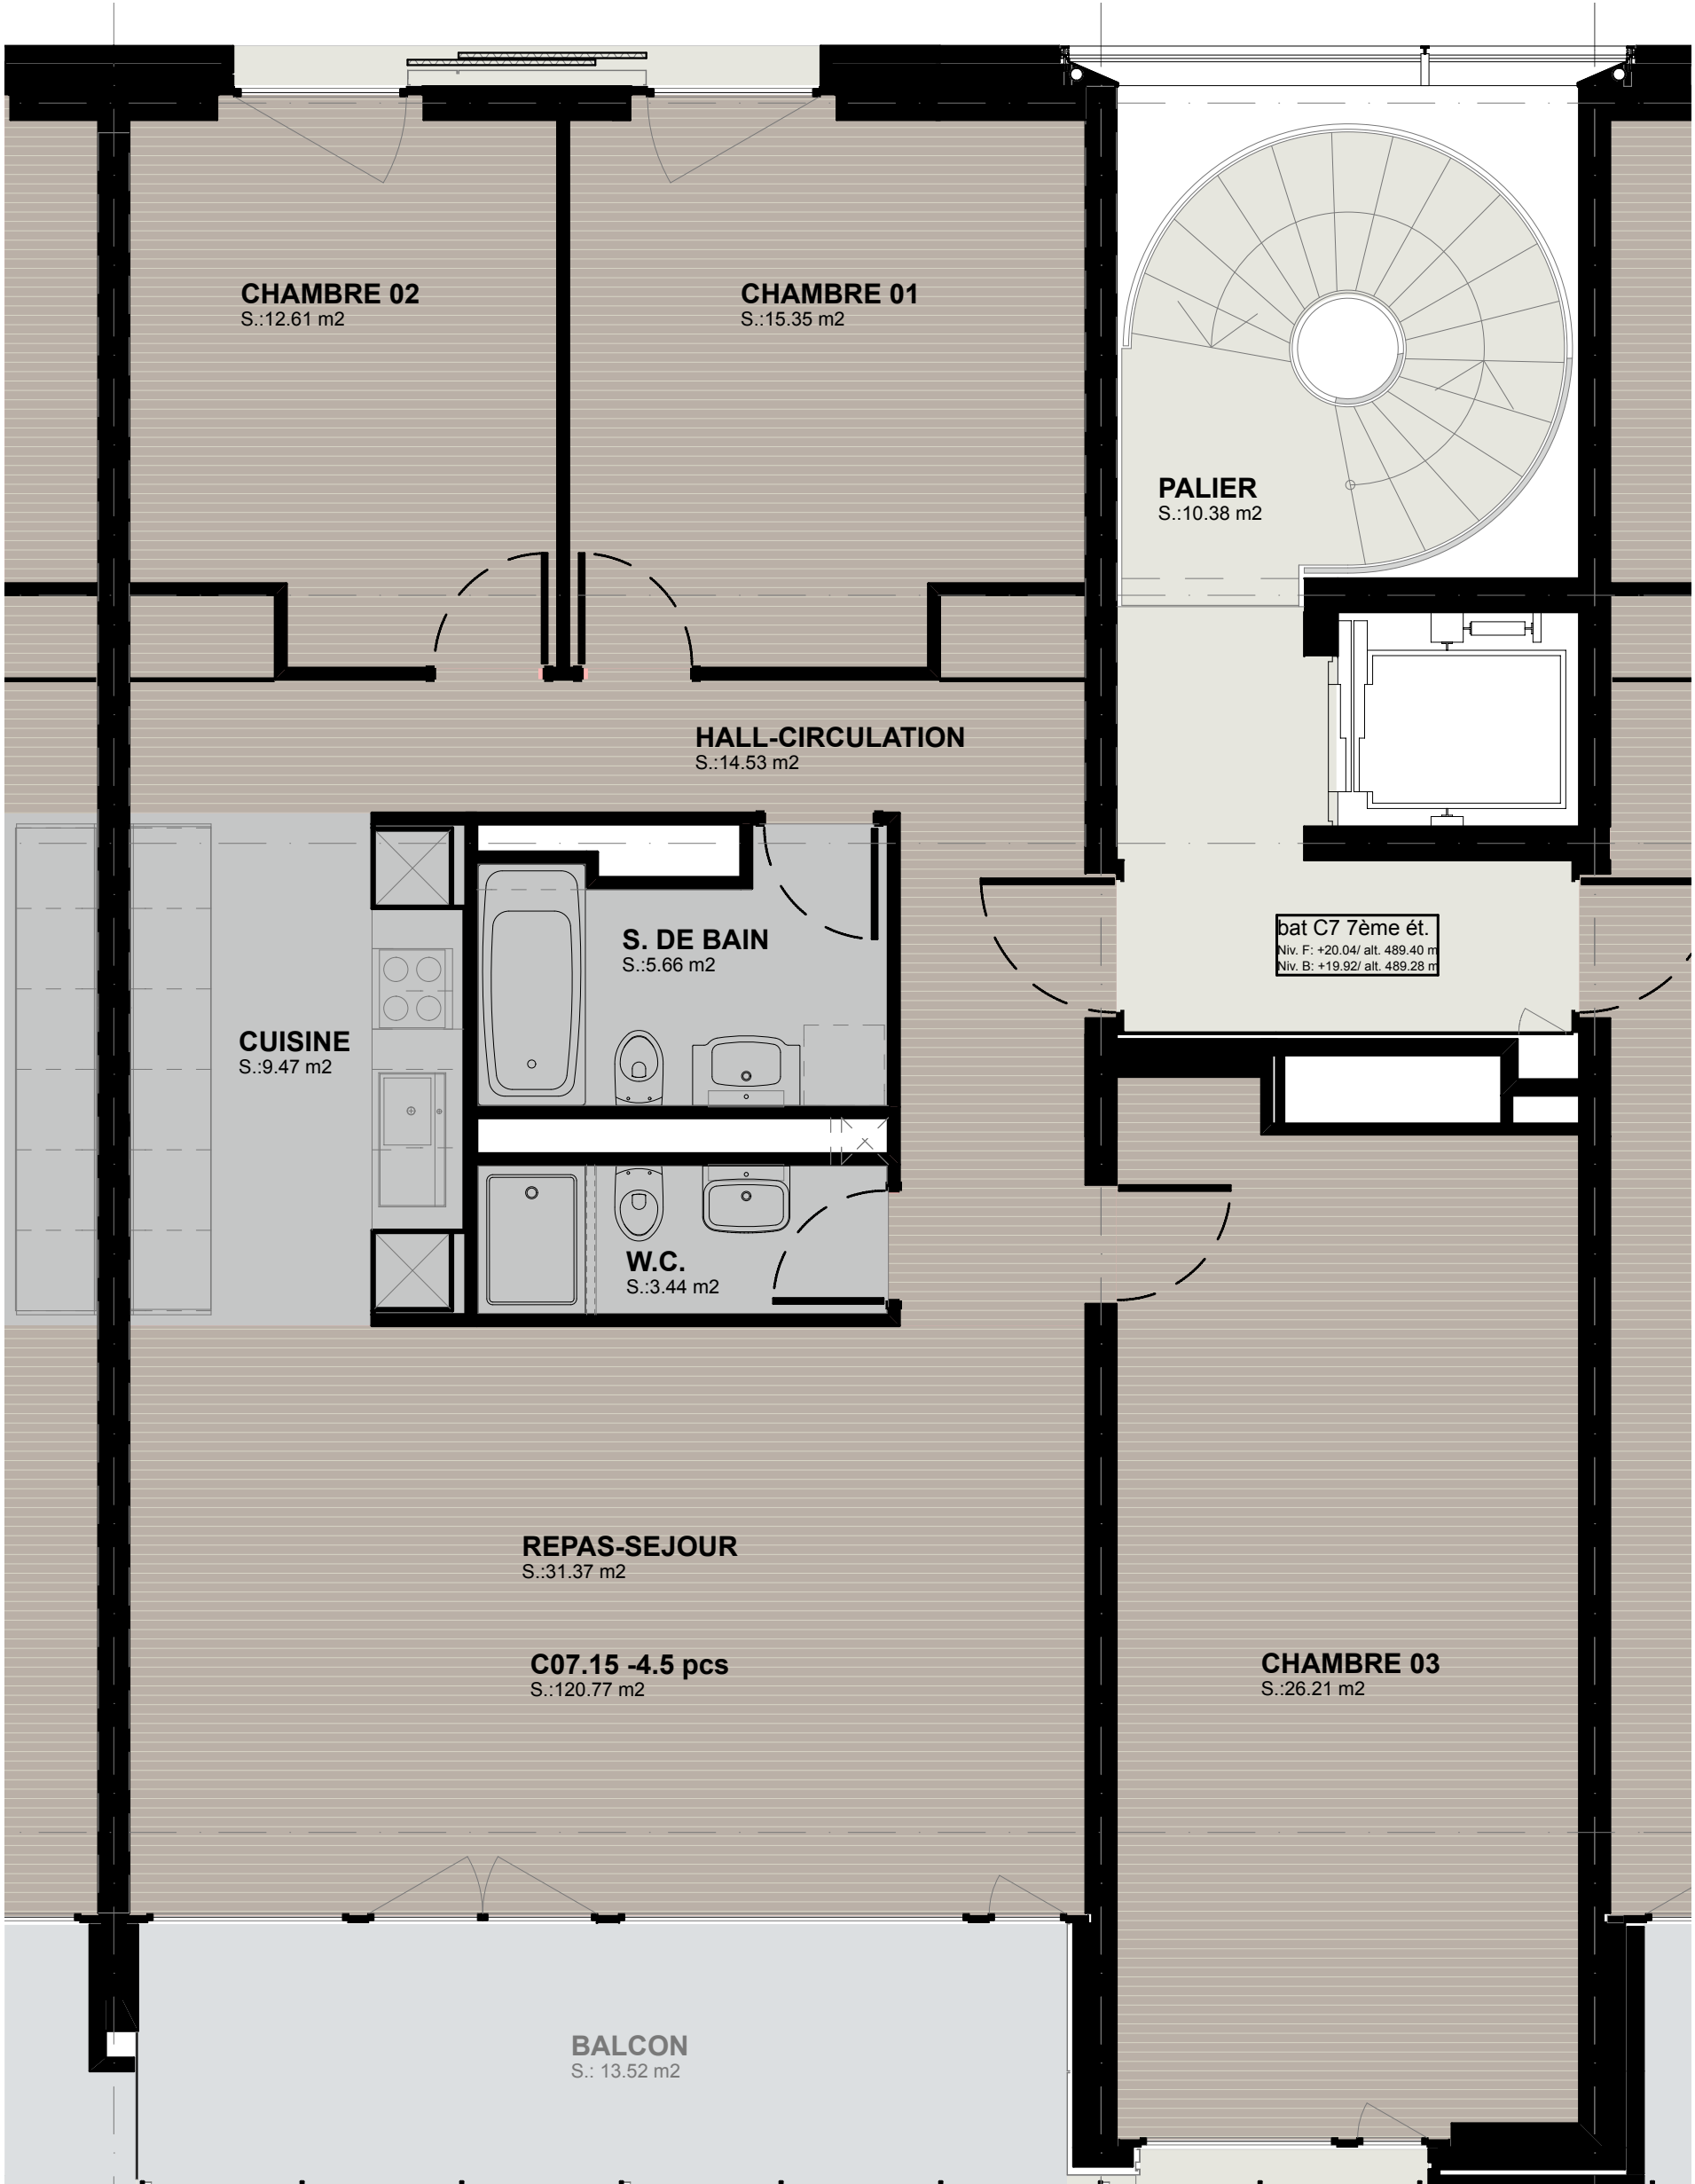 CHAMBRE 02
S.:12.61 m2
CHAMBRE 01
S.:15.35 m2
PALIER
S.:10.38 m2
HALL-CIRCULATION
S.:14.53 m2
S. DE BAIN
S.:5.66 m2
bat C7 7ème ét.
Niv. F: +20.04/ alt. 489.40 m
Niv. B: +19.92/ alt. 489.28 m
CUISINE
S.:9.47 m2
W.C.
S.:3.44 m2
REPAS-SEJOUR
S.:31.37 m2
C07.15 -4.5 pcs
S.:120.77 m2
CHAMBRE 03
S.:26.21 m2
BALCON
S.: 13.52 m2